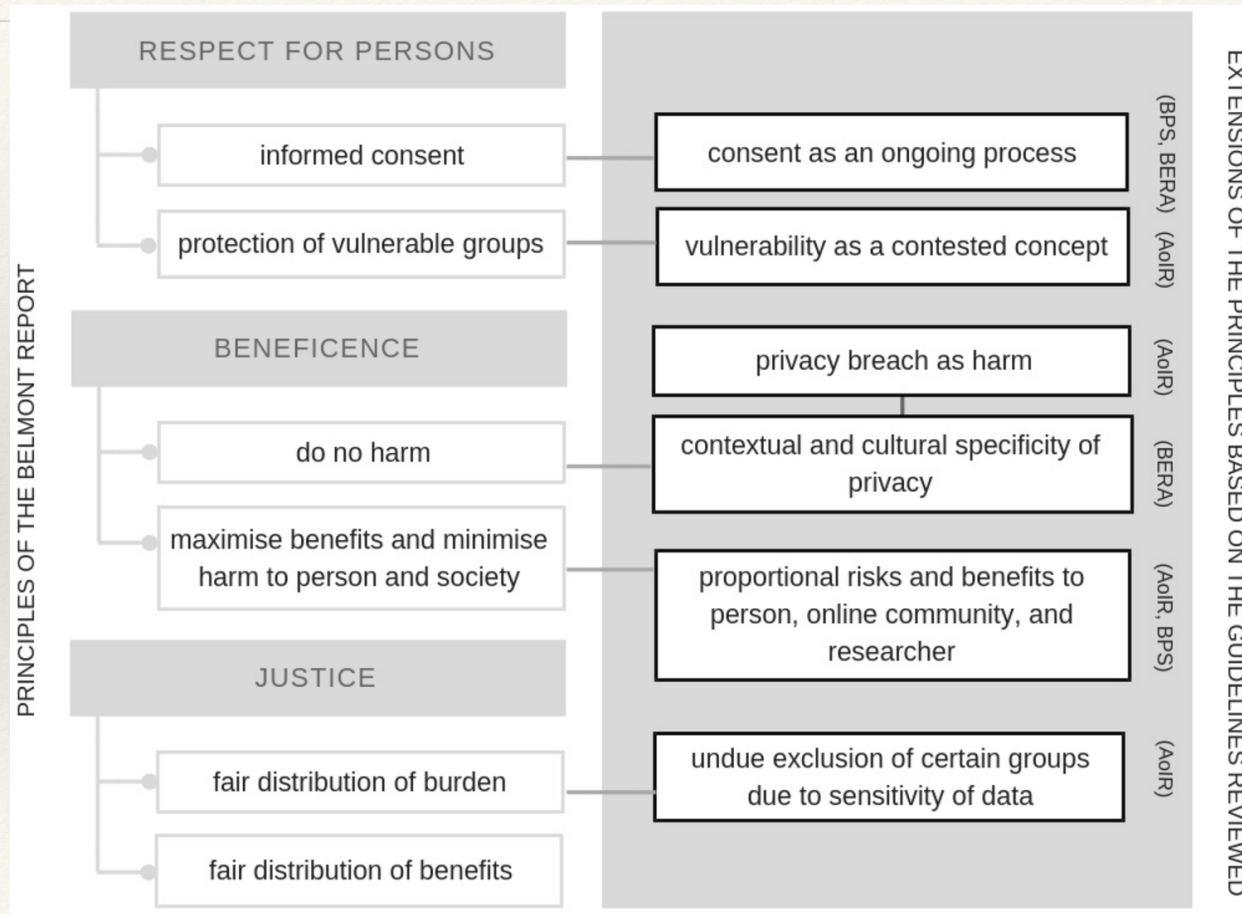 PRINCIPLES OF THE BELMONT REPORT
RESPECT FOR PERSONS
informed consent
protection of vulnerable groups
BENEFICENCE
do no harm
maximise benefits and minimise
harm to person and society
JUSTICE
fair distribution of burden
fair distribution of benefits
consent as an ongoing process
(BPS, BERA)
vulnerability as a contested concept
(AoIR)
privacy breach as harm
(AoIR)
contextual and cultural specificity of
privacy
(BERA)
proportional risks and benefits to
person, online community, and
researcher
(AoIR, BPS)
undue exclusion of certain groups
due to sensitivity of data
(AoIR)
EXTENSIONS OF THE PRINCIPLES BASED ON THE GUIDELINES REVIEWED